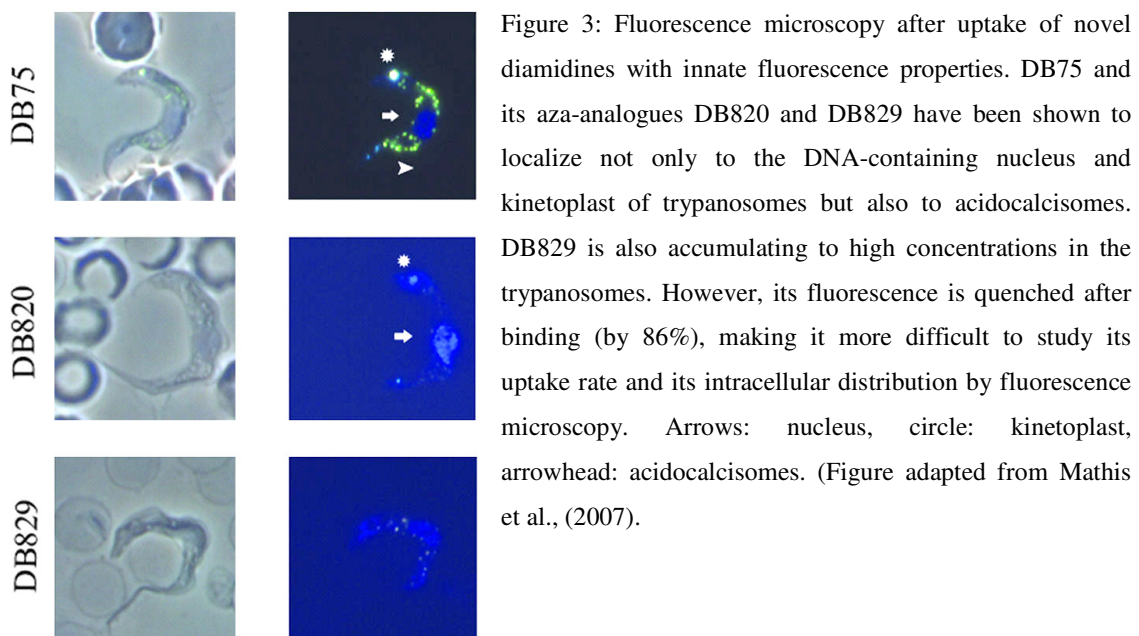 DB75
DB820
DB829
Figure 3: Fluorescence microscopy after uptake of novel
diamidines with innate fluorescence properties. DB75 and
its aza-analogues DB820 and DB829 have been shown to
localize not only to the DNA-containing nucleus and
kinetoplast of trypanosomes but also to acidocalcisomes.
DB829 is also accumulating to high concentrations in the
trypanosomes. However, its fluorescence is quenched after
binding (by 86%), making it more difficult to study its
uptake rate and its intracellular distribution by fluorescence
microscopy. Arrows: nucleus, circle: kinetoplast,
arrowhead: acidocalcisomes. (Figure adapted from Mathis
et al., (2007).